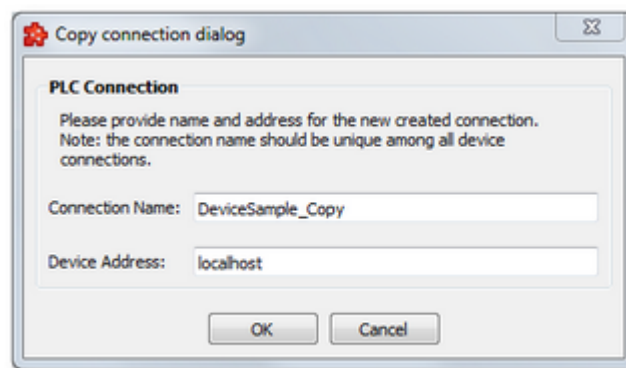 Copy connection dialog
PLC Connection
Please provide name and address for the new created connection.
Note: the connection name should be unique among all device
connections.
Connection Name: DeviceSample_Copy
Device Address: localhost
OK Cancel